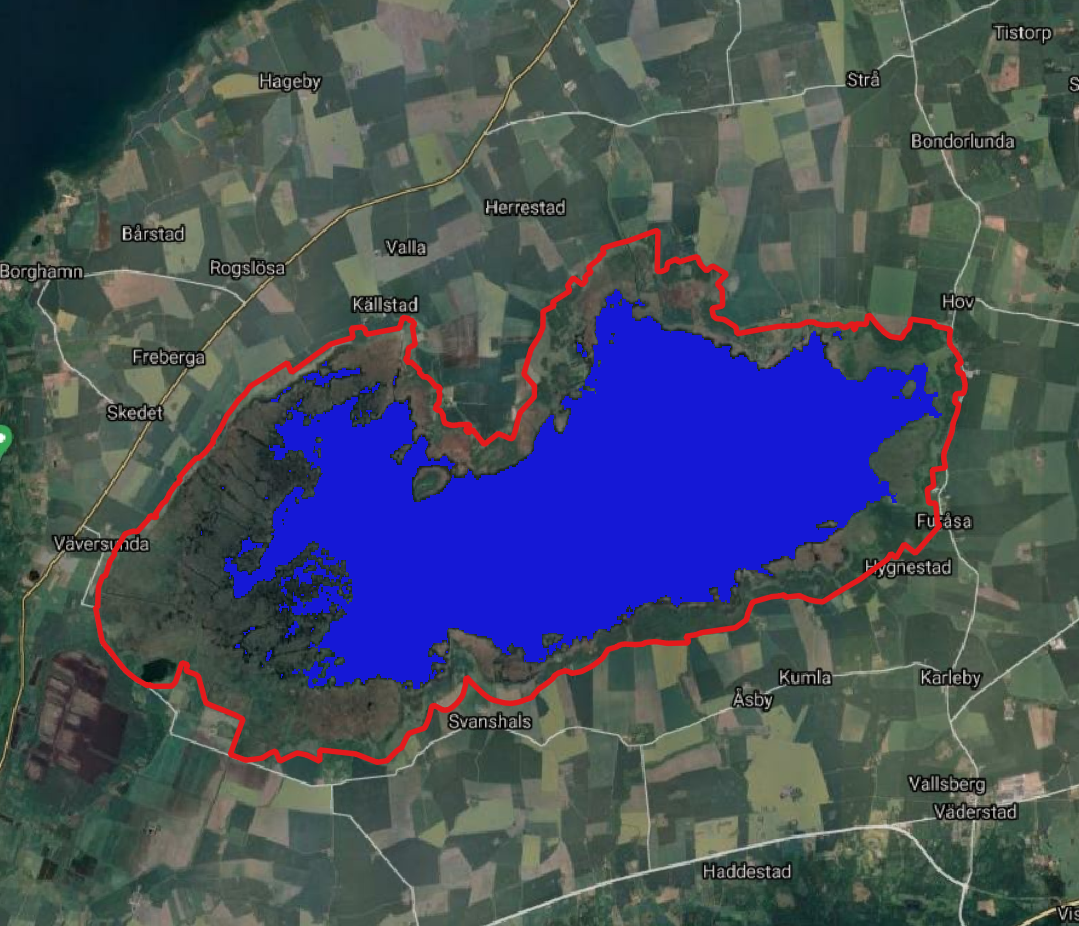 Tistorp
Hageby
Strå
S
Bondorlunda
Herrestad
Bårstad
Valla
Borghamn
Rogslösa
Källstad
Hov
Freberga
Skedet
Väversunda
Furåsa
Hygnestad
Kumla
Karleby
Åsby
Svanshals
Vallsberg
Väderstad
Haddestad
Vis